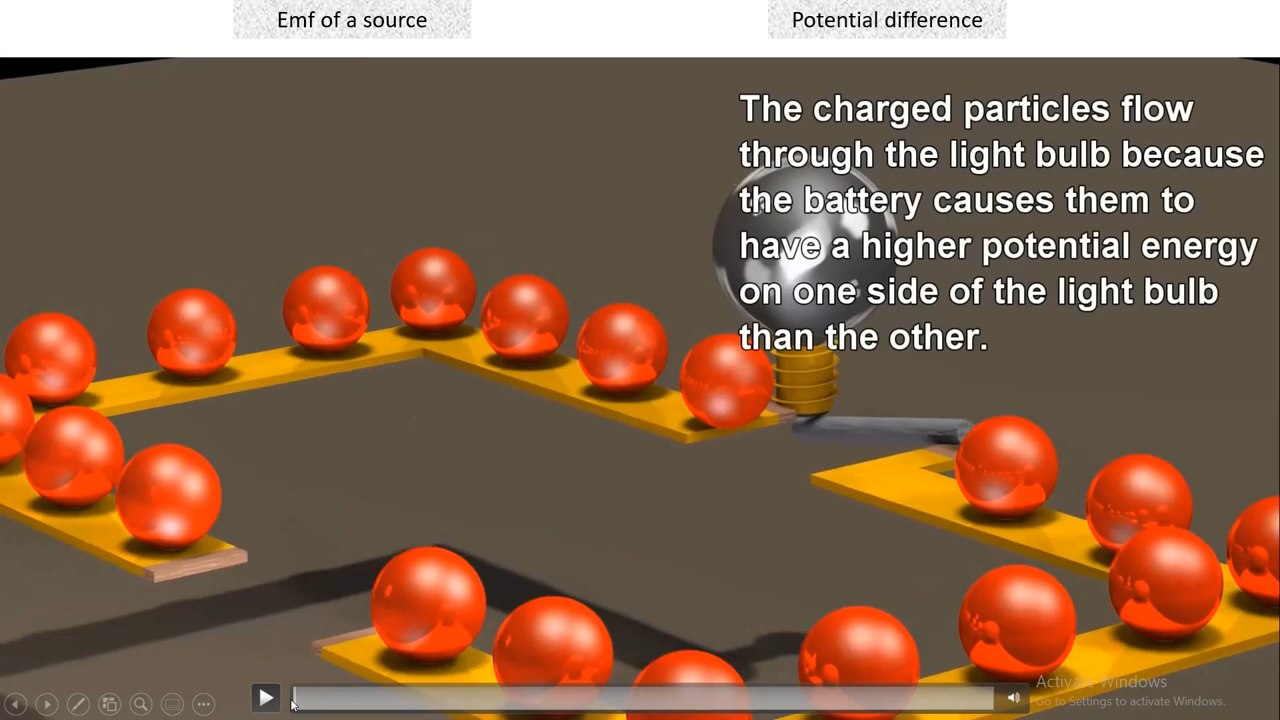 Emf of a source
Potential difference
The charged particles flow
through the light bulb because
the battery causes them to
have a higher potential energy
on one side of the light bulb
than the other.
Activate Windows
Go to Settings to activate Windows.